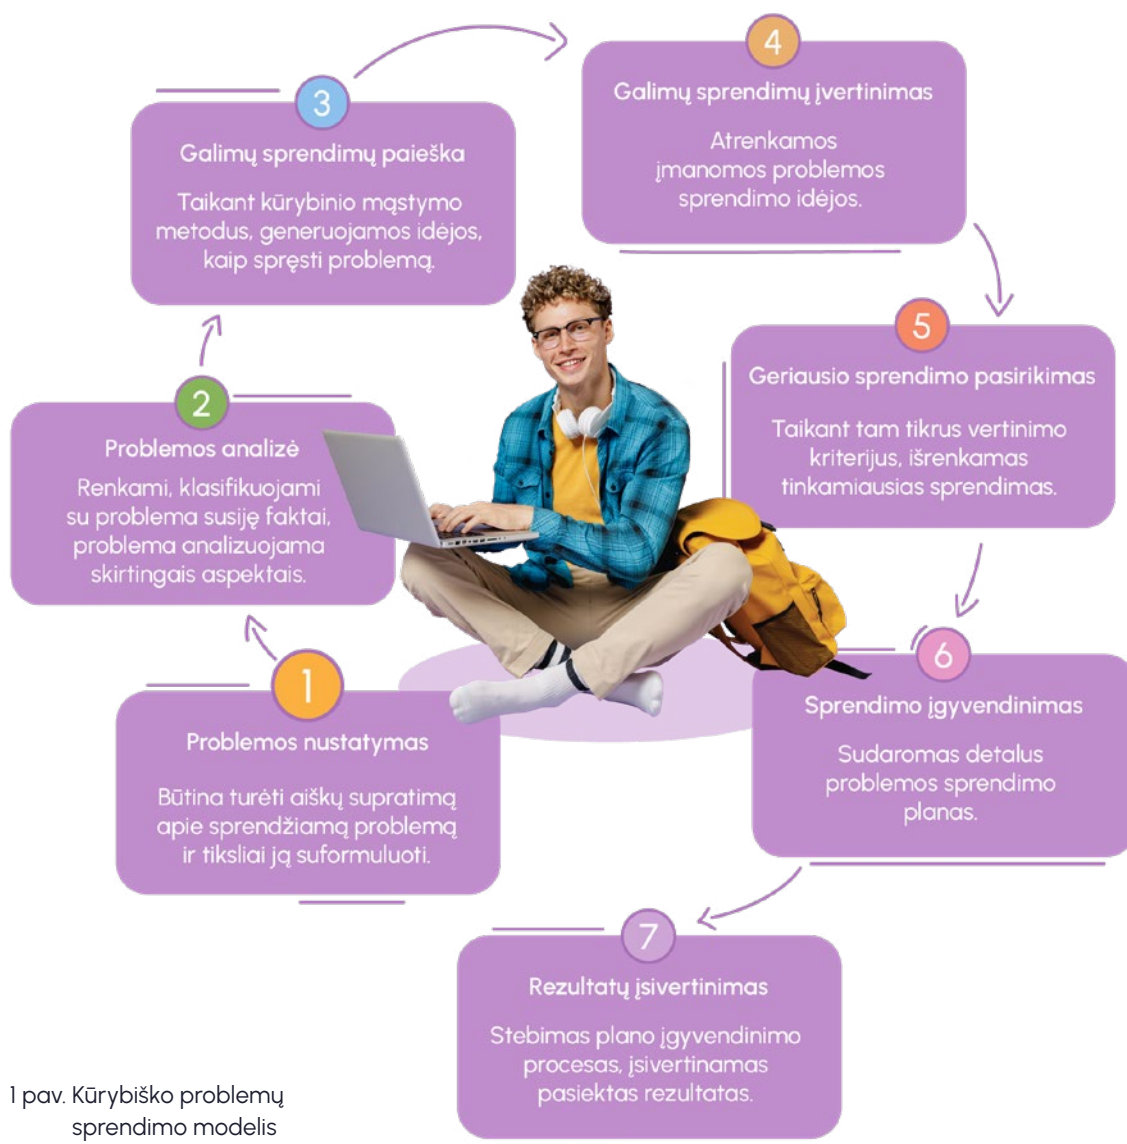 1
Problemos nustatymas
Būtina turėti aiškų supratimą
apie sprendžiamą problemą
ir tiksliai ją suformuluoti.
2
Problemos analizė
Renkami, klasifikuojami
su problema susiję faktai,
problema analizuojama
skirtingais aspektais.
3
Galimų sprendimų paieška
Taikant kūrybinio mąstymo
metodus, generuojamos idėjos,
kaip spręsti problemą.
4
Galimų sprendimų įvertinimas
Atrenkamos
įmanomos problemos
sprendimo idėjos.
5
Geriausio sprendimo pasirikimas
Taikant tam tikrus vertinimo
kriterijus, išrenkamas
tinkamiausias sprendimas.
6
Sprendimo įgyvendinimas
Sudaromas detalus
problemos sprendimo
planas.
7
Rezultatų įsivertinimas
Stebimas plano įgyvendinimo
procesas, įsivertinamas
pasiektas rezultatas.
1 pav. Kūrybiško problemų
sprendimo modelis